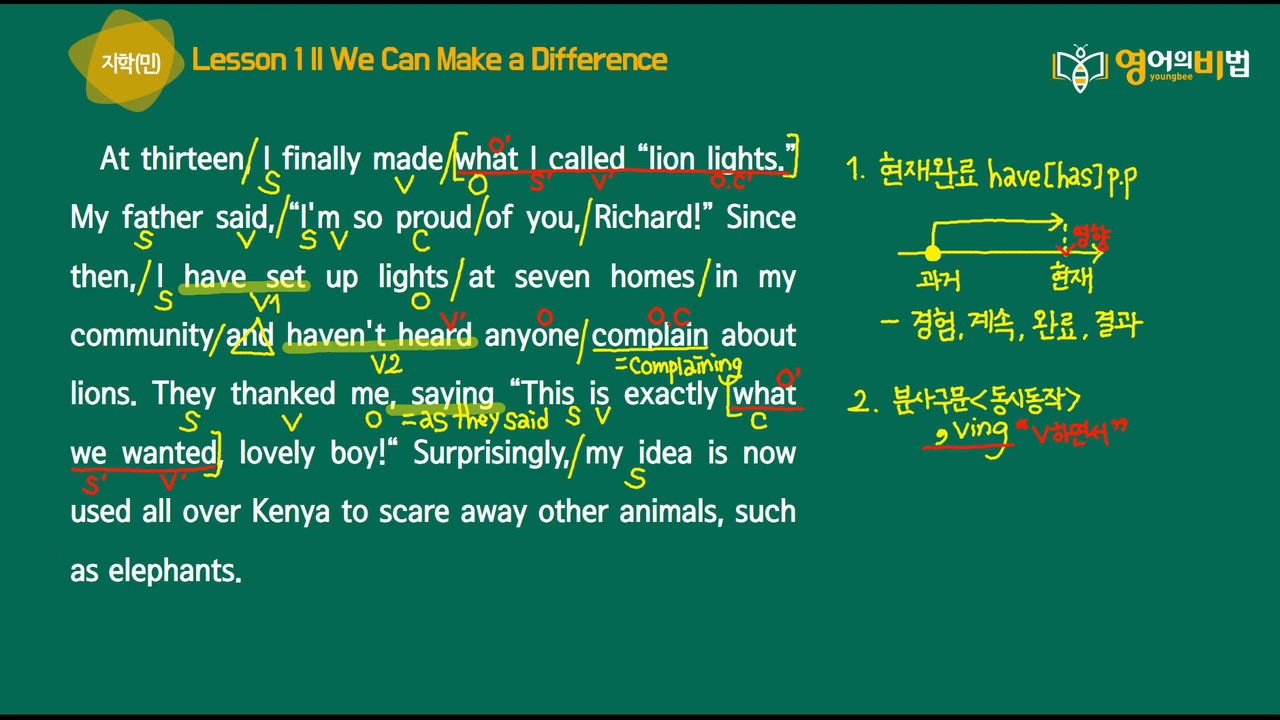 지학(민) Lesson 1 II We Can Make a Difference
영어의비법
youngbee
At thirteen, I finally made what I called “lion lights.”
O'
S V O S' V' O.C'
My father said, “I'm so proud of you, Richard!” Since
S V S V C
then, I have set up lights at seven homes in my
S V1 O
community and haven't heard anyone complain about
V' O O.C
V2 =complaining
lions. They thanked me, saying “This is exactly what
O'
S V O =as they said S V C
we wanted, lovely boy!“ Surprisingly, my idea is now
S' V' S
used all over Kenya to scare away other animals, such
as elephants.
1. 현재완료 have[has]p.p
영향
과거 현재
- 경험, 계속, 완료, 결과
2. 분사구문<동시동작>
, Ving “V하면서”